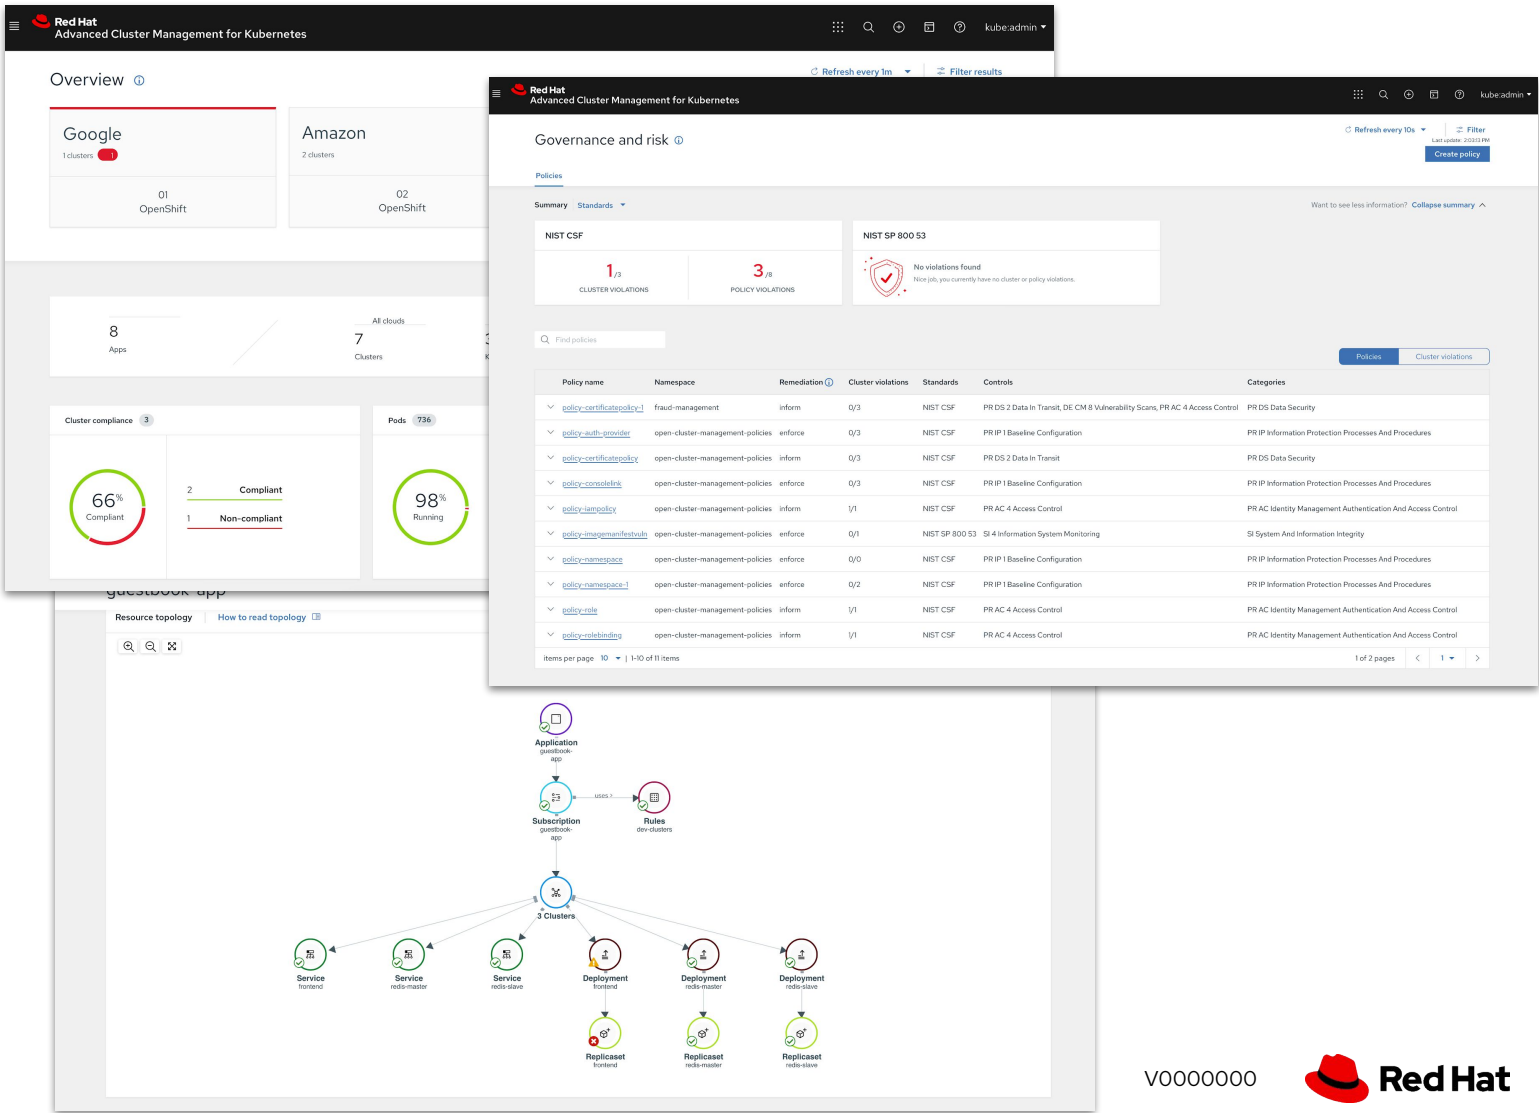 Red Hat
Advanced Cluster Management for Kubernetes
kube:admin
Overview
Refresh every 1m
Filter results
Google
1 clusters 1
01
OpenShift
Amazon
2 clusters
02
OpenShift
8
Apps
All clouds
7
Clusters
Cluster compliance 3
66%
Compliant
2 Compliant
1 Non-compliant
Pods 736
98%
Running
Red Hat
Advanced Cluster Management for Kubernetes
kube:admin
Governance and risk
Refresh every 10s
Filter
Last update: 2:03:13 PM
Create policy
Policies
Summary Standards
Want to see less information? Collapse summary
NIST CSF
1/3
CLUSTER VIOLATIONS
3/8
POLICY VIOLATIONS
NIST SP 800 53
No violations found
Nice job, you currently have no cluster or policy violations.
Find policies
Policies Cluster violations
Policy name Namespace Remediation Cluster violations Standards Controls Categories
policy-certificatepolicy-1 fraud-management inform 0/3 NIST CSF PR DS 2 Data In Transit, DE CM 8 Vulnerability Scans, PR AC 4 Access Control PR DS Data Security
policy-auth-provider open-cluster-management-policies enforce 0/3 NIST CSF PR IP 1 Baseline Configuration PR IP Information Protection Processes And Procedures
policy-certificatepolicy open-cluster-management-policies inform 0/3 NIST CSF PR DS 2 Data In Transit PR DS Data Security
policy-consolelink open-cluster-management-policies enforce 0/3 NIST CSF PR IP 1 Baseline Configuration PR IP Information Protection Processes And Procedures
policy-iampolicy open-cluster-management-policies inform 1/1 NIST CSF PR AC 4 Access Control PR AC Identity Management Authentication And Access Control
policy-imagemanifestvuln open-cluster-management-policies enforce 0/1 NIST SP 800 53 SI 4 Information System Monitoring SI System And Information Integrity
policy-namespace open-cluster-management-policies enforce 0/0 NIST CSF PR IP 1 Baseline Configuration PR IP Information Protection Processes And Procedures
policy-namespace-1 open-cluster-management-policies enforce 0/2 NIST CSF PR IP 1 Baseline Configuration PR IP Information Protection Processes And Procedures
policy-role open-cluster-management-policies inform 1/1 NIST CSF PR AC 4 Access Control PR AC Identity Management Authentication And Access Control
policy-rolebinding open-cluster-management-policies inform 1/1 NIST CSF PR AC 4 Access Control PR AC Identity Management Authentication And Access Control
items per page 10 | 1-10 of 11 items
1 of 2 pages 1
guestbook-app
Resource topology How to read topology
Application
guestbook-
app
Subscription
guestbook-
app
uses >
Rules
dev-clusters
3 Clusters
Service
frontend
Service
redis-master
Service
redis-slave
Deployment
frontend
Deployment
redis-master
Deployment
redis-slave
Replicaset
frontend
Replicaset
redis-master
Replicaset
redis-slave
V0000000
Red Hat